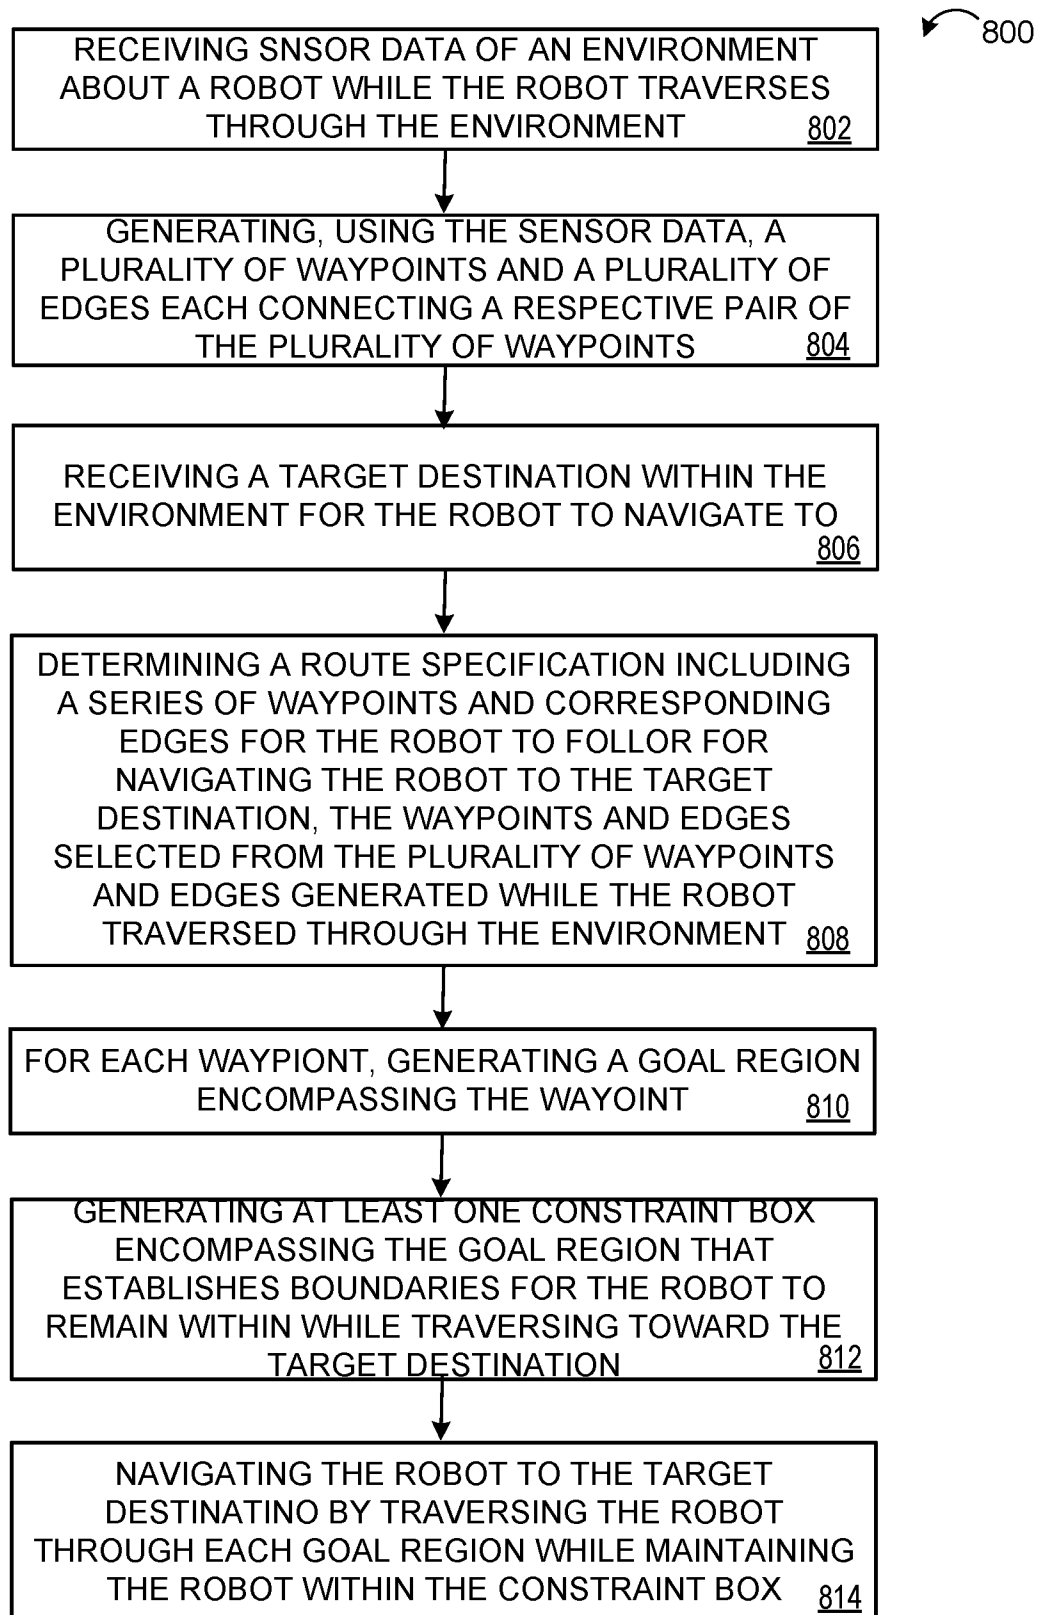 800
RECEIVING SNSOR DATA OF AN ENVIRONMENT
ABOUT A ROBOT WHILE THE ROBOT TRAVERSES
THROUGH THE ENVIRONMENT 802
GENERATING, USING THE SENSOR DATA, A
PLURALITY OF WAYPOINTS AND A PLURALITY OF
EDGES EACH CONNECTING A RESPECTIVE PAIR OF
THE PLURALITY OF WAYPOINTS 804
RECEIVING A TARGET DESTINATION WITHIN THE
ENVIRONMENT FOR THE ROBOT TO NAVIGATE TO
806
DETERMINING A ROUTE SPECIFICATION INCLUDING
A SERIES OF WAYPOINTS AND CORRESPONDING
EDGES FOR THE ROBOT TO FOLLOR FOR
NAVIGATING THE ROBOT TO THE TARGET
DESTINATION, THE WAYPOINTS AND EDGES
SELECTED FROM THE PLURALITY OF WAYPOINTS
AND EDGES GENERATED WHILE THE ROBOT
TRAVERSED THROUGH THE ENVIRONMENT 808
FOR EACH WAYPIONT, GENERATING A GOAL REGION
ENCOMPASSING THE WAYOINT 810
GENERATING AT LEAST ONE CONSTRAINT BOX
ENCOMPASSING THE GOAL REGION THAT
ESTABLISHES BOUNDARIES FOR THE ROBOT TO
REMAIN WITHIN WHILE TRAVERSING TOWARD THE
TARGET DESTINATION 812
NAVIGATING THE ROBOT TO THE TARGET
DESTINATINO BY TRAVERSING THE ROBOT
THROUGH EACH GOAL REGION WHILE MAINTAINING
THE ROBOT WITHIN THE CONSTRAINT BOX 814